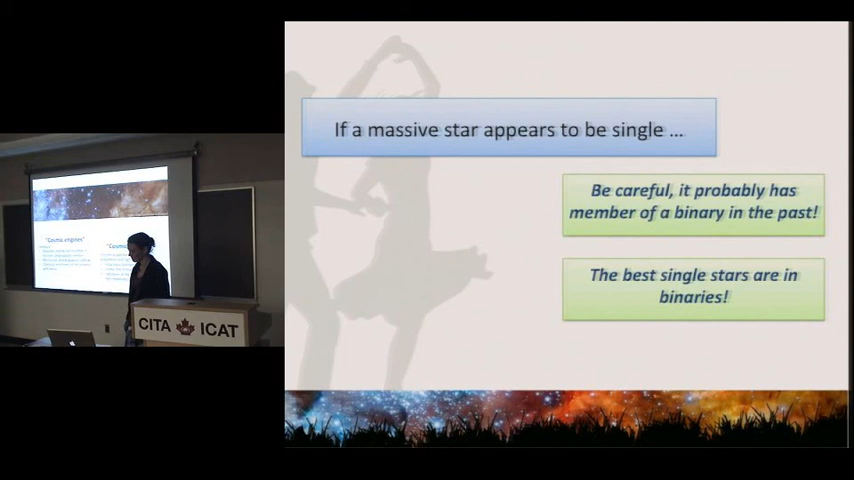 If a massive star appears to be single ...
Be careful, it probably has
member of a binary in the past!
The best single stars are in
binaries!
"Cosmic engines"
"Cosmic
CITA ICAT